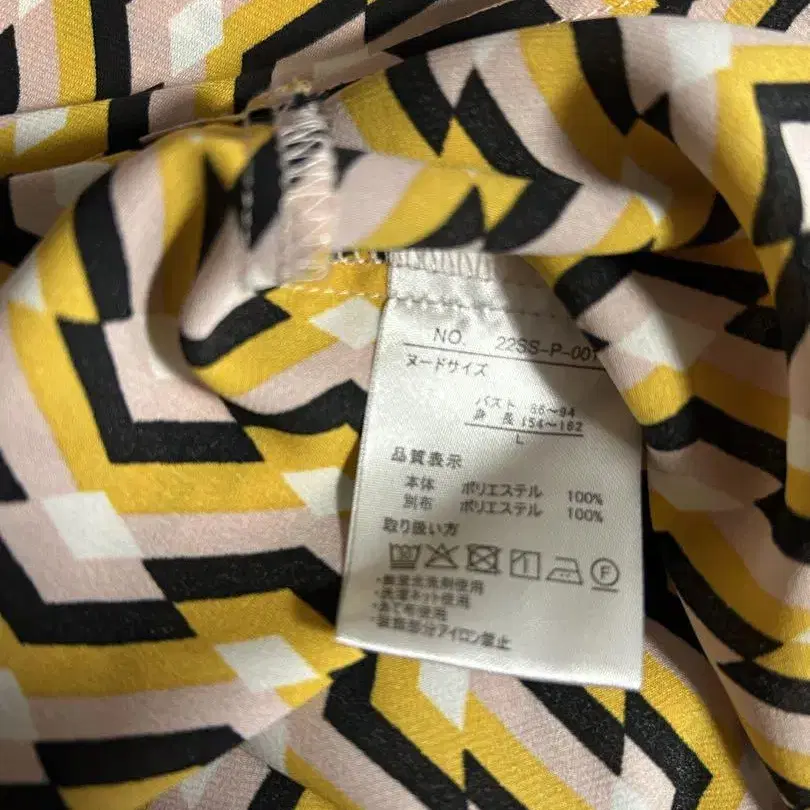 NO. 22SS-P-001
ヌードサイズ
バスト 86〜94
身 長 154〜162
L
品質表示
本体 ポリエステル 100%
別布 ポリエステル 100%
取り扱い方
・無蛍光洗剤使用
・洗濯ネット使用
・あて布使用
・装飾部分アイロン禁止